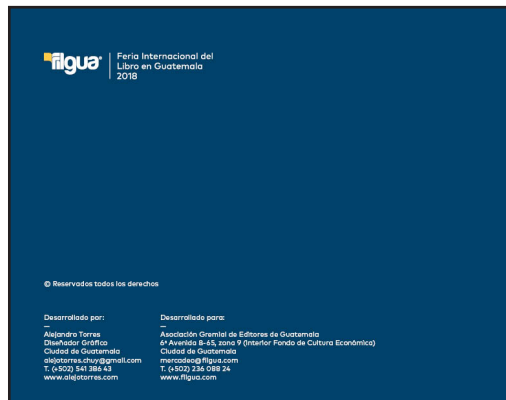 filgua
Feria Internacional del
Libro en Guatemala
2018
© Reservados todos los derechos
Desarrollado por:
—
Alejandro Torres
Diseñador Gráfico
Ciudad de Guatemala
alejotorres.chuy@gmail.com
T. (+502) 541 386 43
www.alejotorres.com
Desarrollado para:
—
Asociación Gremial de Editores de Guatemala
6ª Avenida 8-65, zona 9 (Interior Fondo de Cultura Económica)
Ciudad de Guatemala
mercadeo@filgua.com
T. (+502) 236 088 24
www.filgua.com